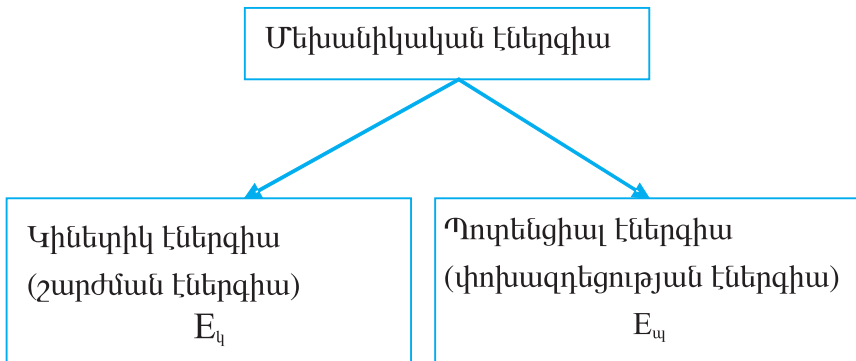 Մեխանիկական էներգիա
Կինետիկ էներգիա
(շարժման էներգիա)
Eկ
Պոտենցիալ էներգիա
(փոխազդեցության էներգիա)
Eպ